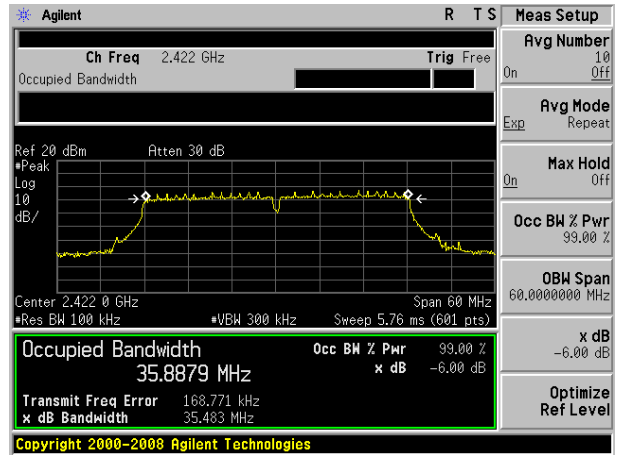 Agilent R T S
Ch Freq 2.422 GHz Trig Free
Occupied Bandwidth
Ref 20 dBm Atten 30 dB
#Peak
Log
10
dB/
Center 2.422 0 GHz Span 60 MHz
#Res BW 100 kHz #VBW 300 kHz Sweep 5.76 ms (601 pts)
Occupied Bandwidth Occ BW % Pwr 99.00 %
35.8879 MHz x dB -6.00 dB
Transmit Freq Error 168.771 kHz
x dB Bandwidth 35.483 MHz
Copyright 2000-2008 Agilent Technologies
Meas Setup
Avg Number
10
On Off
Avg Mode
Exp Repeat
Max Hold
On Off
Occ BW % Pwr
99.00 %
OBW Span
60.0000000 MHz
x dB
-6.00 dB
Optimize
Ref Level